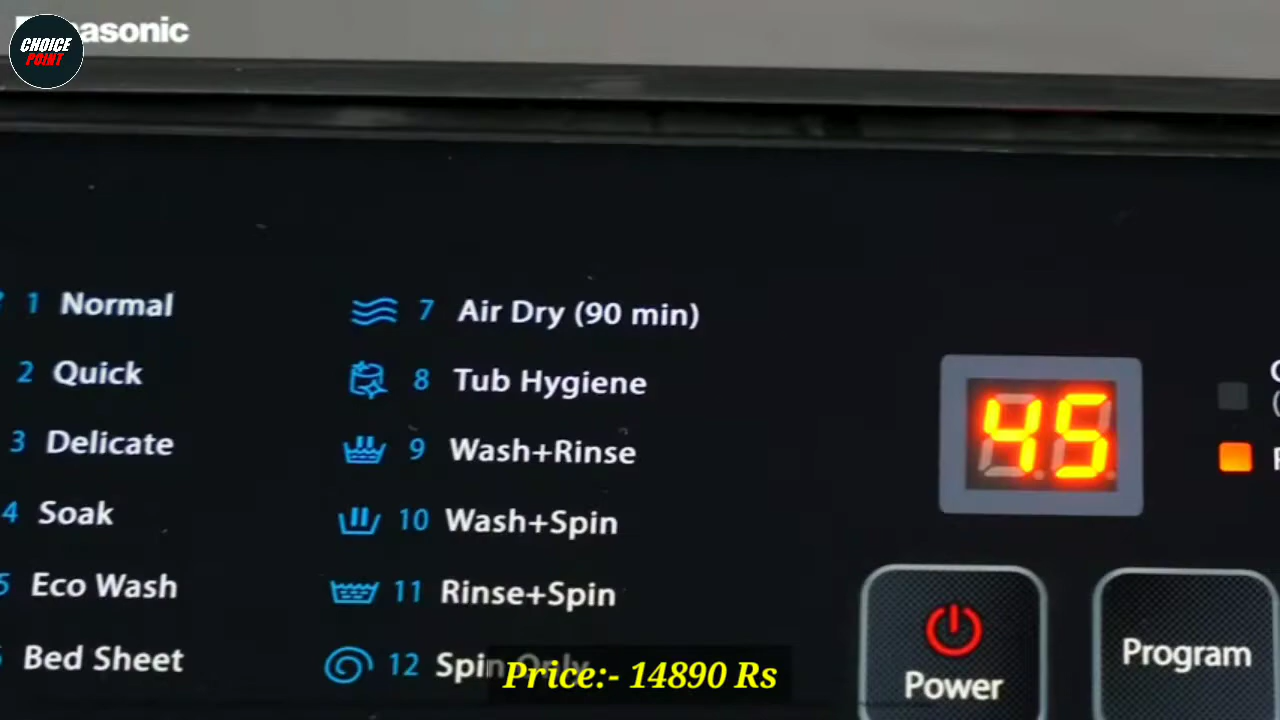 asonic
CHOICE
POINT
1 Normal
2 Quick
3 Delicate
4 Soak
5 Eco Wash
Bed Sheet
7 Air Dry (90 min)
8 Tub Hygiene
9 Wash+Rinse
10 Wash+Spin
11 Rinse+Spin
12 Spin Only
45
Power
Program
Price:- 14890 Rs